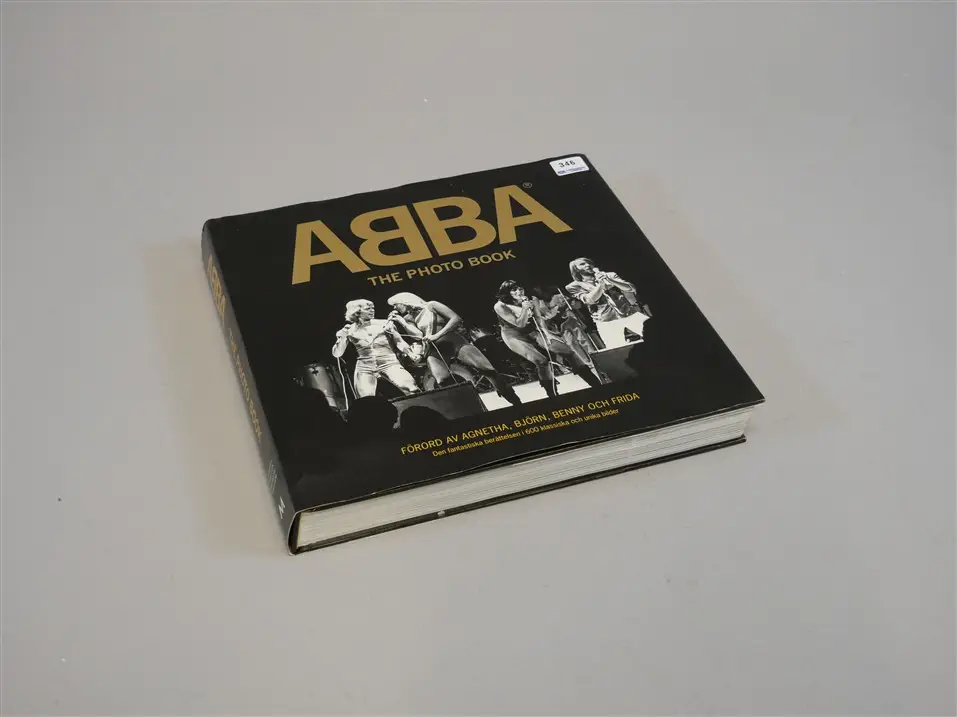 346
ABBA®
THE PHOTO BOOK
FÖRORD AV AGNETHA, BJÖRN, BENNY OCH FRIDA
Den fantastiska berättelsen i 600 klassiska och unika bilder
ABBA
THE PHOTO BOOK